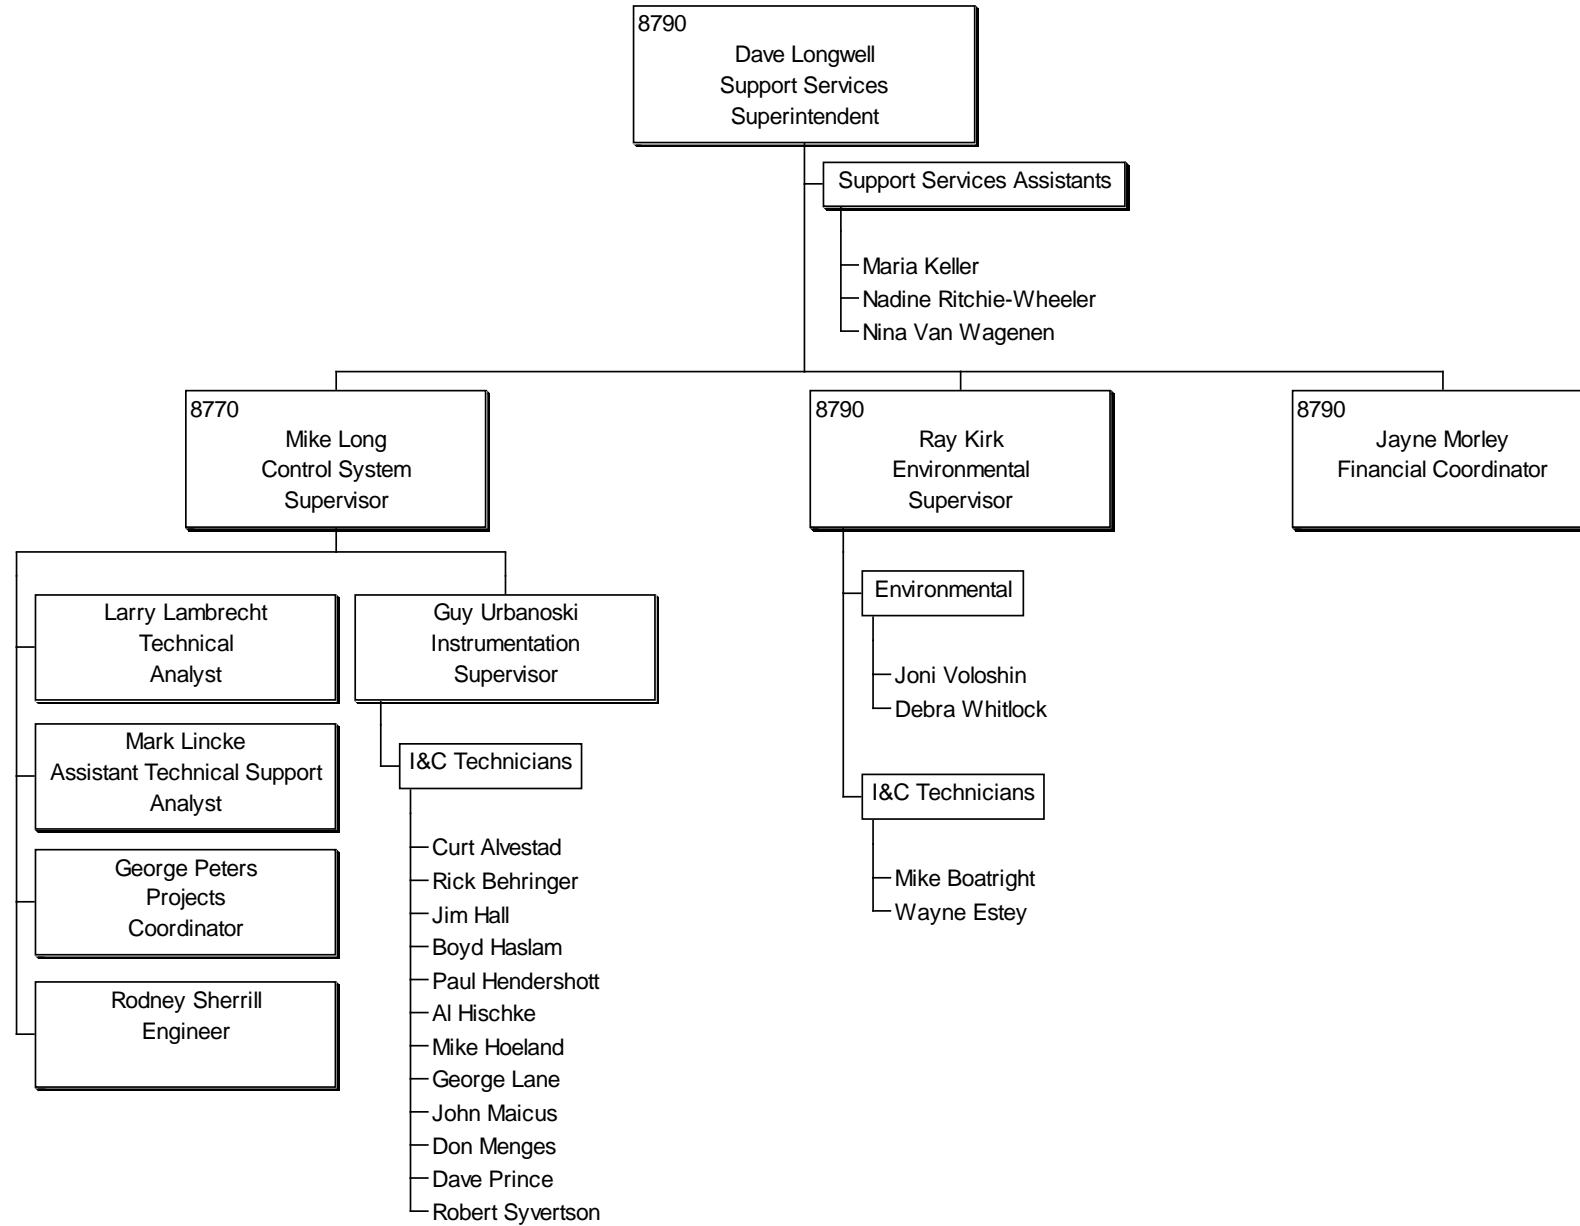 8790
Dave Longwell
Support Services
Superintendent
Support Services Assistants
Maria Keller
Nadine Ritchie-Wheeler
Nina Van Wagenen
8770
Mike Long
Control System
Supervisor
8790
Ray Kirk
Environmental
Supervisor
8790
Jayne Morley
Financial Coordinator
Larry Lambrecht
Technical
Analyst
Mark Lincke
Assistant Technical Support
Analyst
George Peters
Projects
Coordinator
Rodney Sherrill
Engineer
Guy Urbanoski
Instrumentation
Supervisor
I&C Technicians
Curt Alvestad
Rick Behringer
Jim Hall
Boyd Haslam
Paul Hendershott
Al Hischke
Mike Hoeland
George Lane
John Maicus
Don Menges
Dave Prince
Robert Syvertson
Environmental
Joni Voloshin
Debra Whitlock
I&C Technicians
Mike Boatright
Wayne Estey